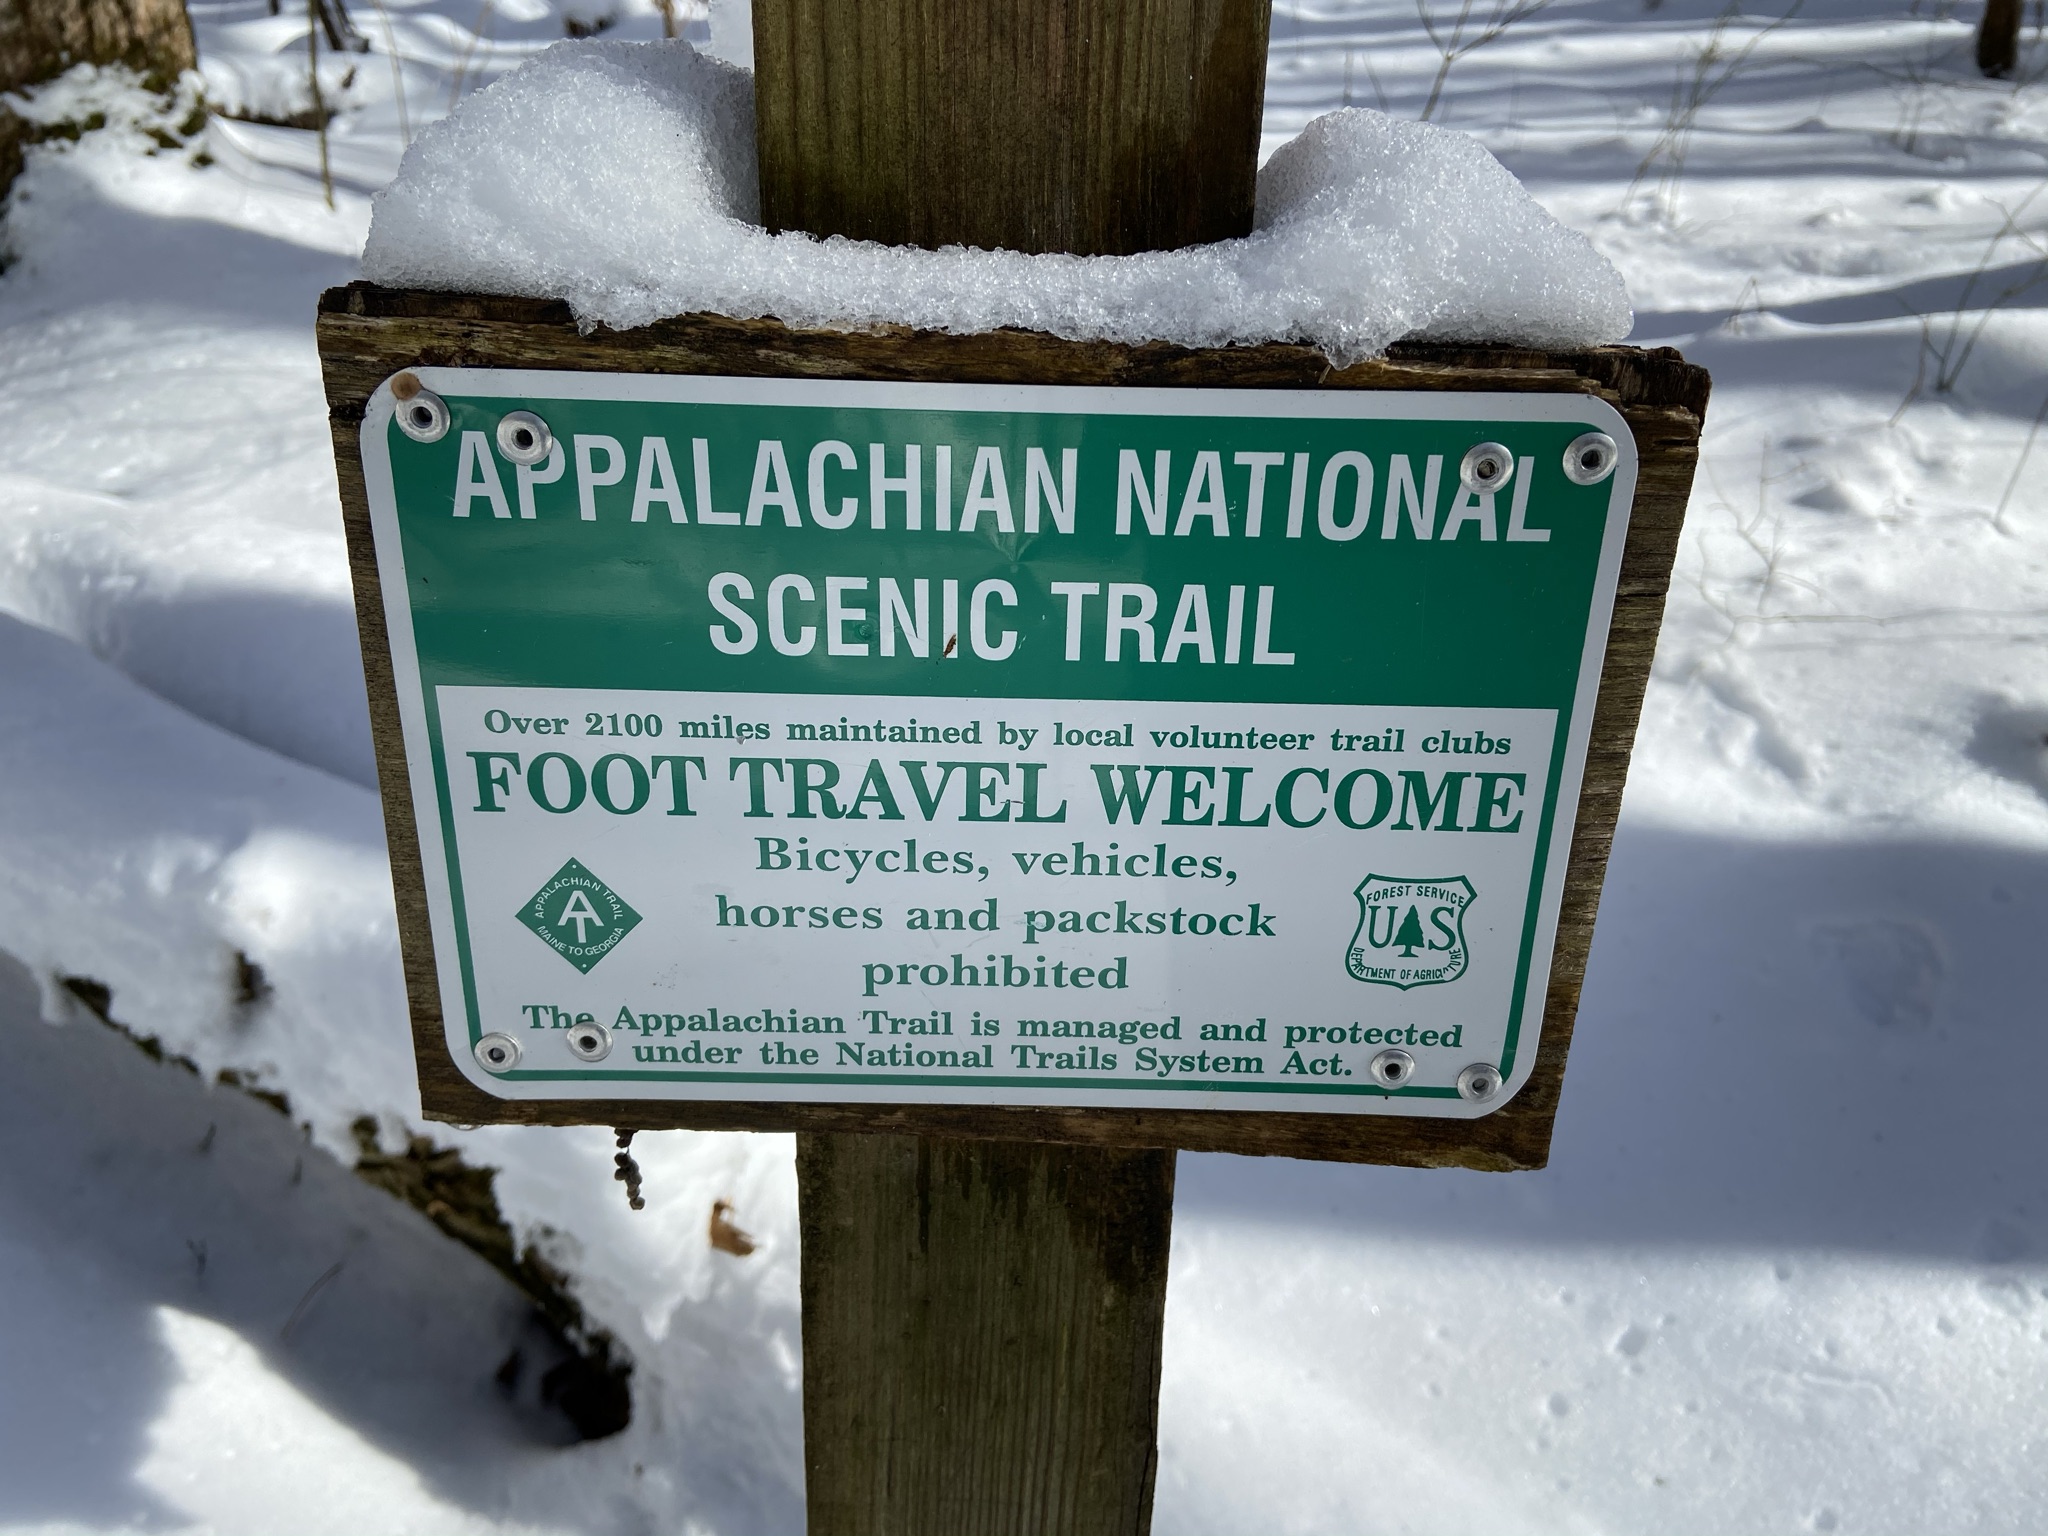 APPALACHIAN NATIONAL
SCENIC TRAIL
Over 2100 miles maintained by local volunteer trail clubs
FOOT TRAVEL WELCOME
Bicycles, vehicles,
horses and packstock
prohibited
APPALACHIAN TRAIL
AT
MAINE TO GEORGIA
FOREST SERVICE
UAS
DEPARTMENT OF AGRICULTURE
The Appalachian Trail is managed and protected
under the National Trails System Act.